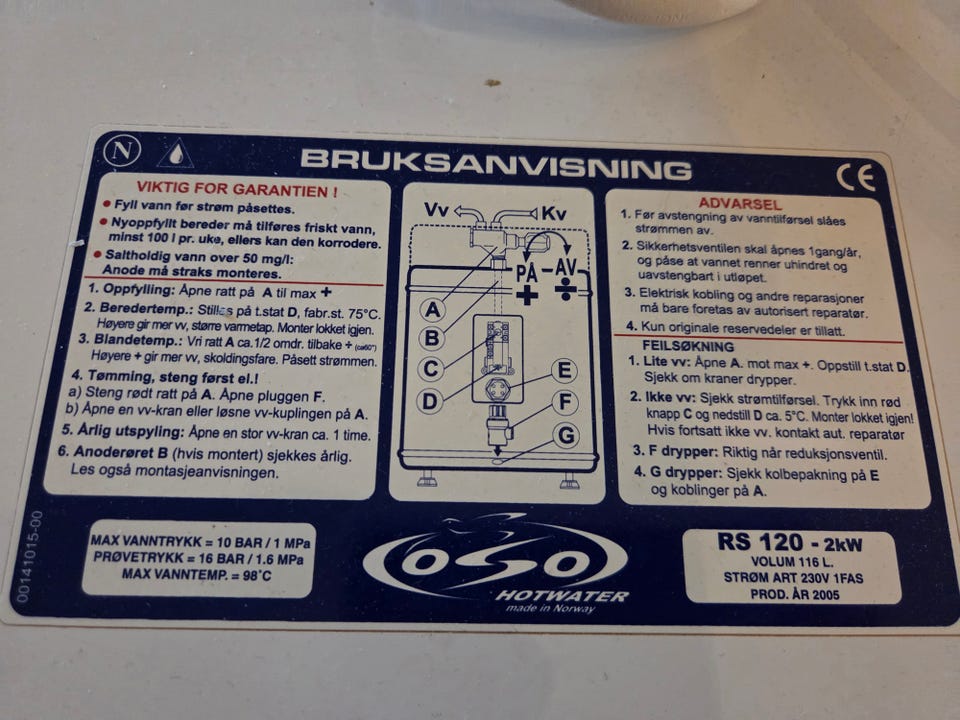 N
BRUKSANVISNING
CE
VIKTIG FOR GARANTIEN !
• Fyll vann før strøm påsettes.
• Nyoppfyllt bereder må tilføres friskt vann,
minst 100 l pr. uke, ellers kan den korrodere.
• Saltholdig vann over 50 mg/l:
Anode må straks monteres.
1. Oppfylling: Åpne ratt på A til max +
2. Beredertemp.: Stilles på t.stat D, fabr.st. 75°C.
Høyere gir mer vv, større varmetap. Monter lokket igjen.
3. Blandetemp.: Vri ratt A ca.1/2 omdr. tilbake ÷ (ca60°)
Høyere + gir mer vv, skoldingsfare. Påsett strømmen.
4. Tømming, steng først el.!
a) Steng rødt ratt på A. Åpne pluggen F.
b) Åpne en vv-kran eller løsne vv-kuplingen på A.
5. Årlig utspyling: Åpne en stor vv-kran ca. 1 time.
6. Anoderøret B (hvis montert) sjekkes årlig.
Les også montasjeanvisningen.
Vv Kv
PÅ AV
+ ÷
A
B
C
D
E
F
G
ADVARSEL
1. Før avstengning av vanntilførsel slåes
strømmen av.
2. Sikkerhetsventilen skal åpnes 1gang/år,
og påse at vannet renner uhindret og
uavstengbart i utløpet.
3. Elektrisk kobling og andre reparasjoner
må bare foretas av autorisert reparatør.
4. Kun originale reservedeler er tillatt.
FEILSØKNING
1. Lite vv: Åpne A. mot max +. Oppstill t.stat D.
Sjekk om kraner drypper.
2. Ikke vv: Sjekk strømtilførsel. Trykk inn rød
knapp C og nedstill D ca. 5°C. Monter lokket igjen!
Hvis fortsatt ikke vv. kontakt aut. reparatør
3. F drypper: Riktig når reduksjonsventil.
4. G drypper: Sjekk kolbepakning på E
og koblinger på A.
00141015-00
MAX VANNTRYKK = 10 BAR / 1 MPa
PRØVETRYKK = 16 BAR / 1.6 MPa
MAX VANNTEMP. = 98°C
OSO
HOTWATER
made in Norway
RS 120 - 2kW
VOLUM 116 L.
STRØM ART 230V 1FAS
PROD. ÅR 2005